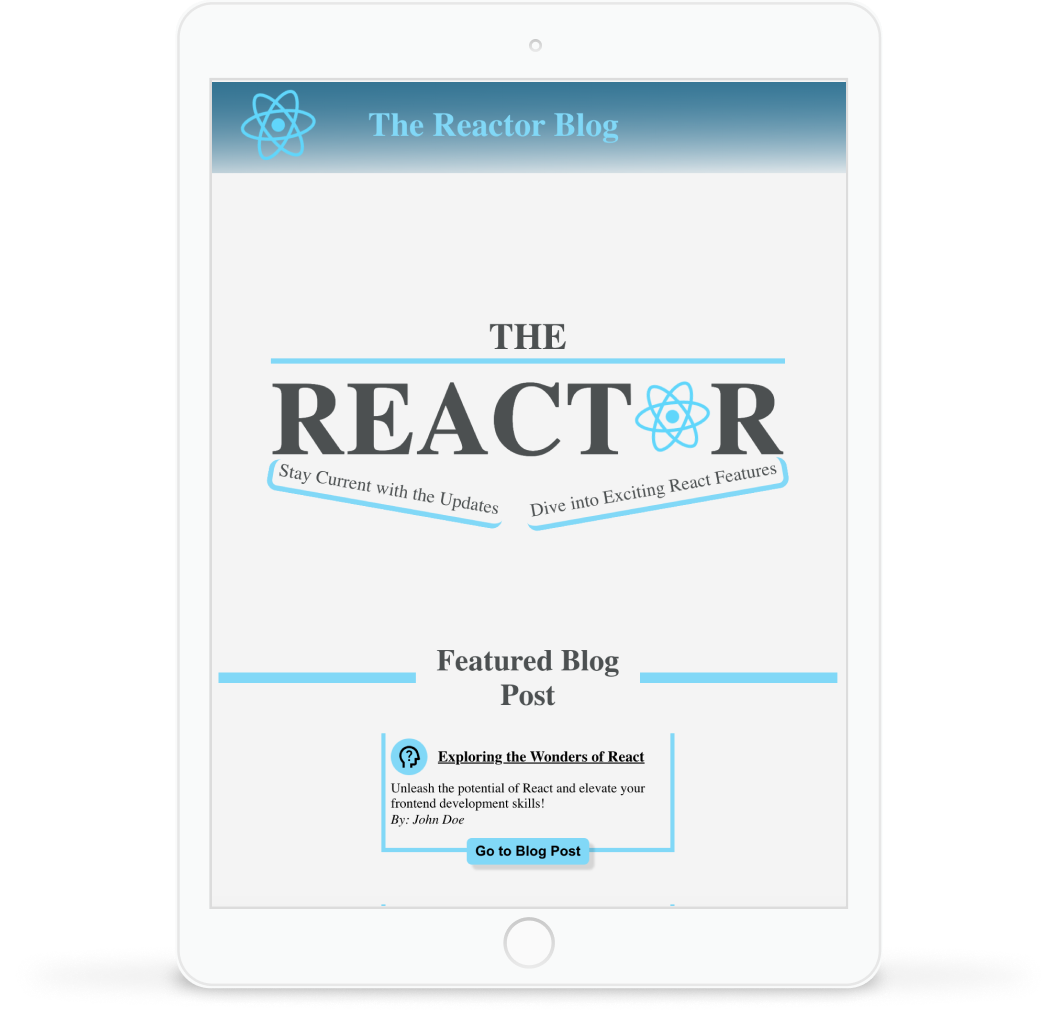 The Reactor Blog
THE
REACT R
Stay Current with the Updates
Dive into Exciting React Features
Featured Blog
Post
Exploring the Wonders of React
Unleash the potential of React and elevate your
frontend development skills!
By: John Doe
Go to Blog Post